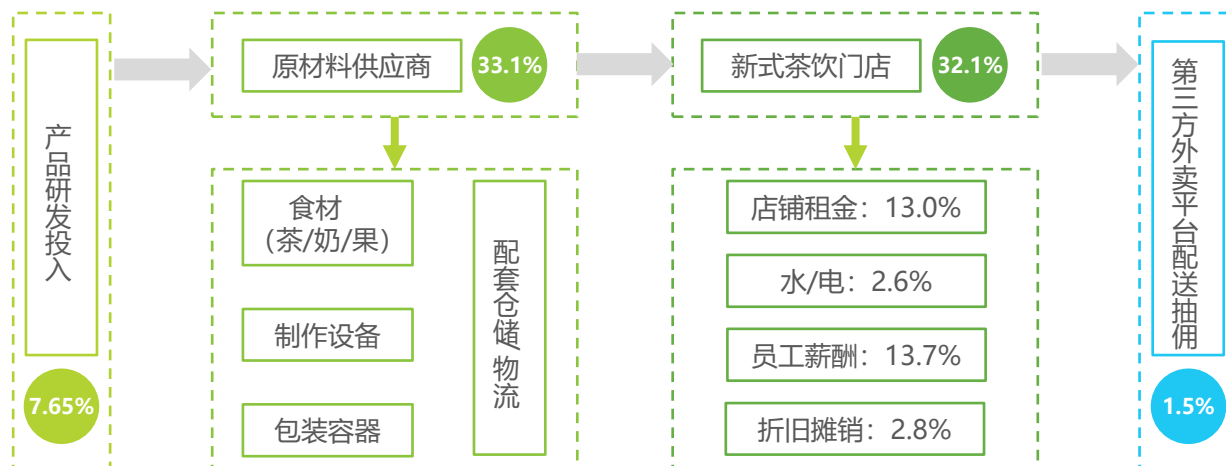 产品研发投入
7.65%
原材料供应商
33.1%
食材
（茶/奶/果）
制作设备
包装容器
配套仓储/物流
新式茶饮门店
32.1%
店铺租金：13.0%
水/电：2.6%
员工薪酬：13.7%
折旧摊销：2.8%
第三方外卖平台配送抽佣
1.5%